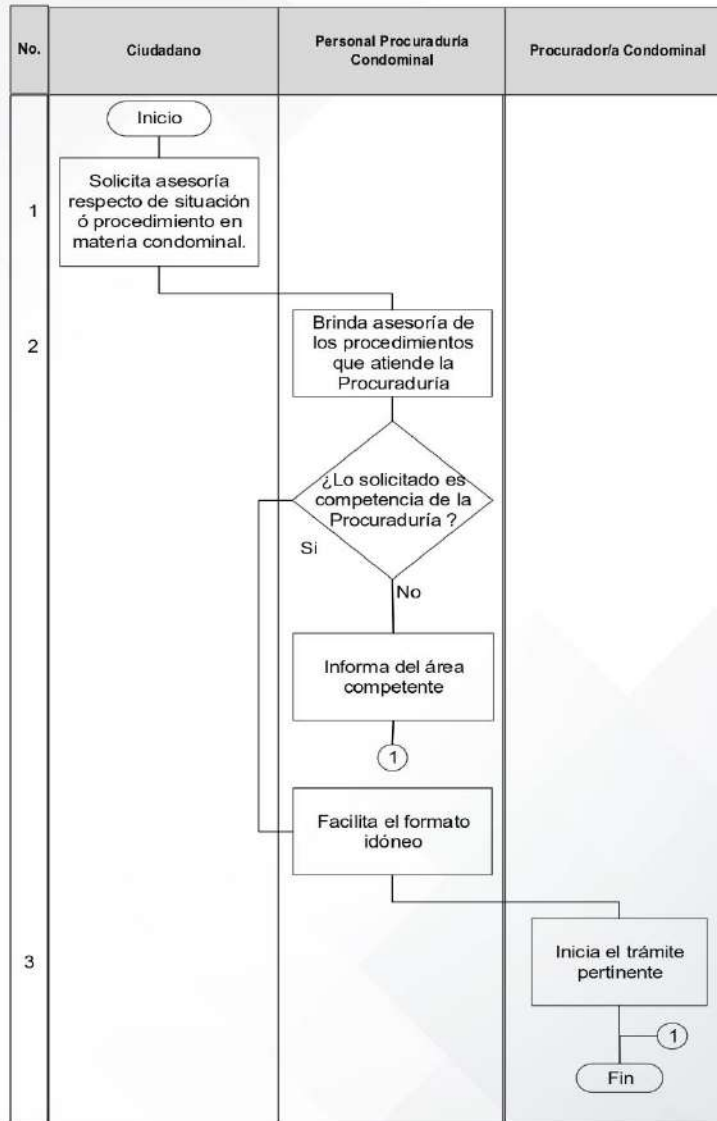 No.
Ciudadano
Personal Procuraduría
Condominal
Procurador/a Condominal
Inicio
1
Solicita asesoría
respecto de situación
ó procedimiento en
materia condominal.
2
Brinda asesoría de
los procedimientos
que atiende la
Procuraduría
¿Lo solicitado es
competencia de la
Procuraduría ?
Si
No
Informa del área
competente
1
Facilita el formato
idóneo
3
Inicia el trámite
pertinente
1
Fin